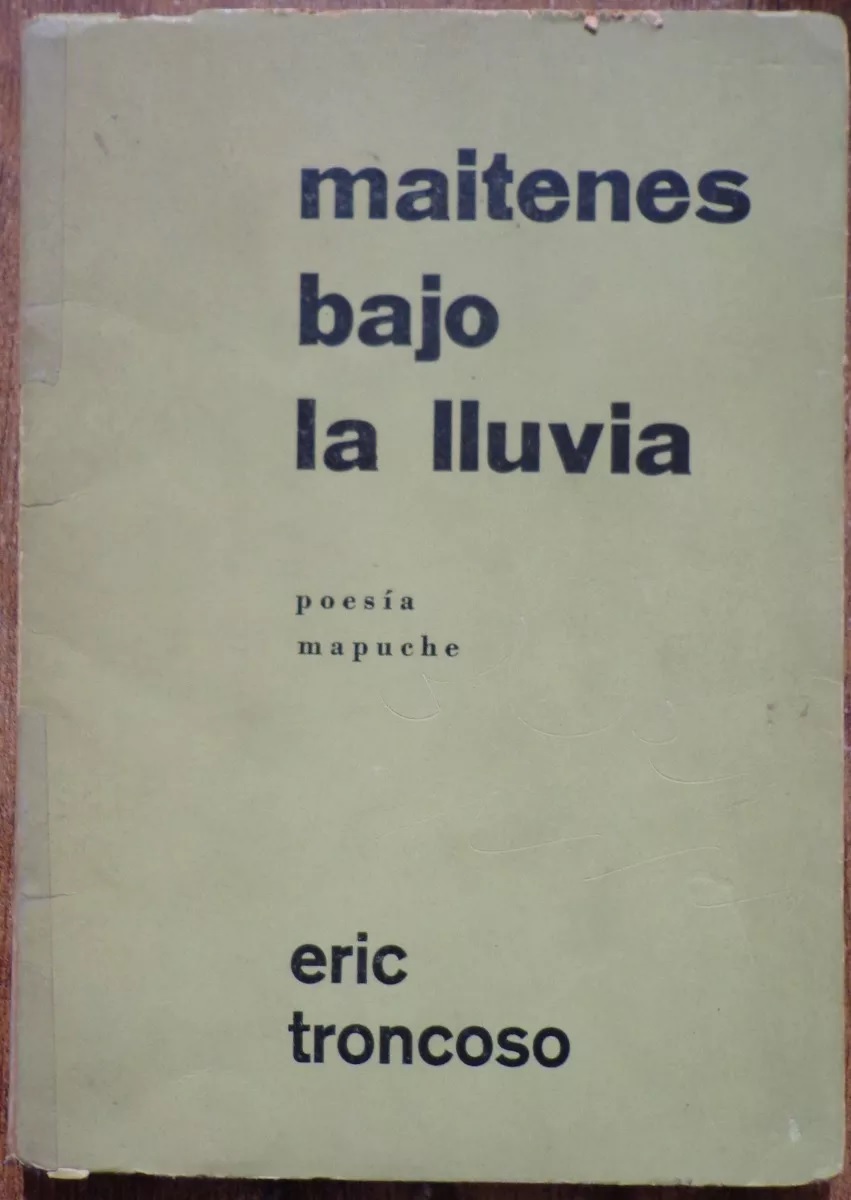 maitenes
bajo
la lluvia
poesía
mapuche
eric
troncoso